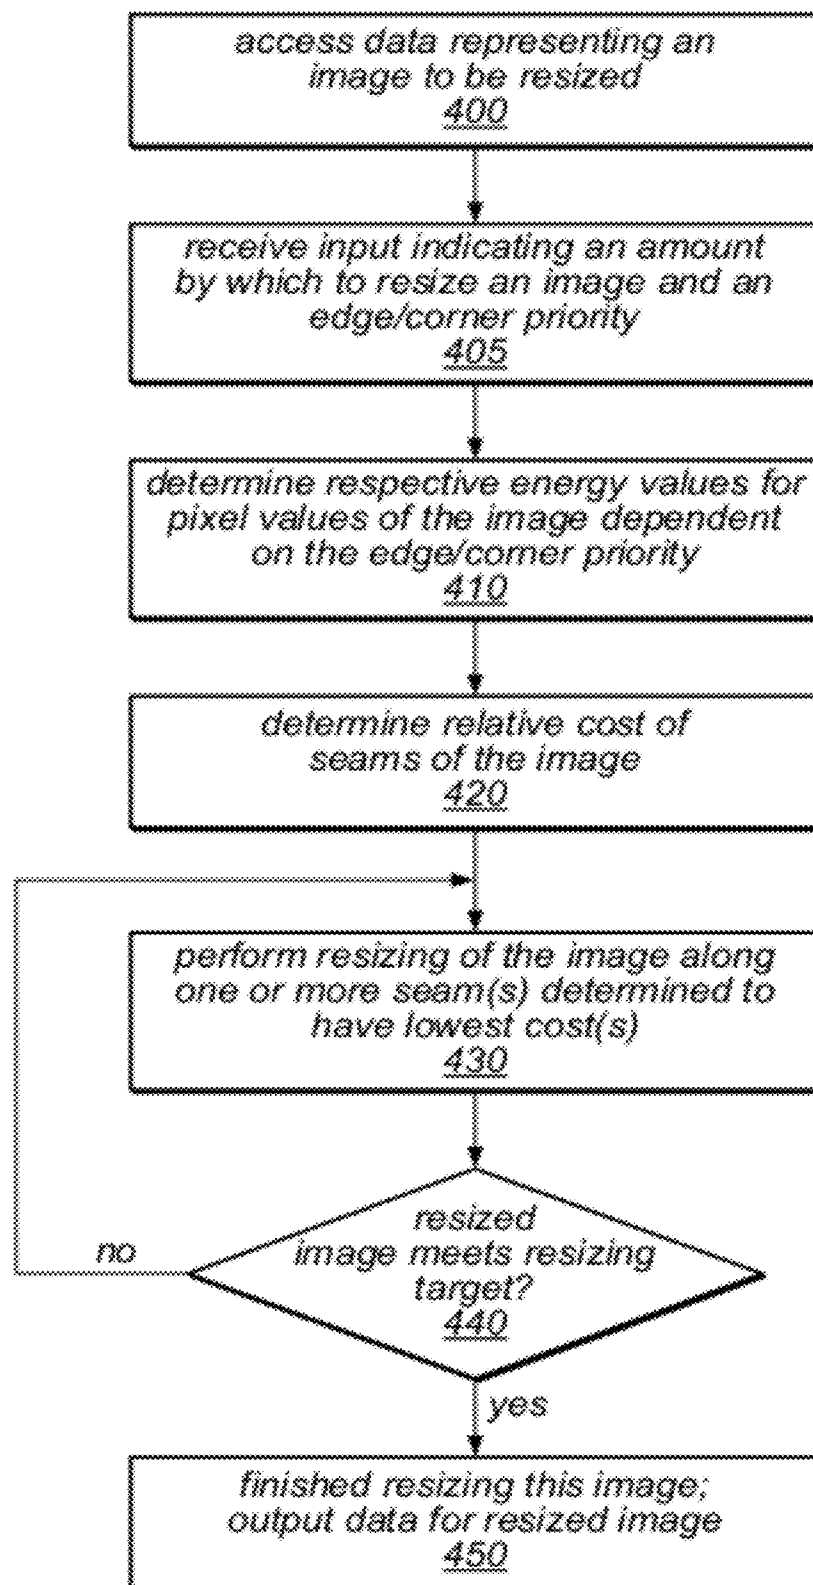 access data representing an
image to be resized
400
receive input indicating an amount
by which to resize an image and an
edge/corner priority
405
determine respective energy values for
pixel values of the image dependent
on the edge/corner priority
410
determine relative cost of
seams of the image
420
perform resizing of the image along
one or more seam(s) determined to
have lowest cost(s)
430
resized
image meets resizing
target?
440
no
yes
finished resizing this image;
output data for resized image
450